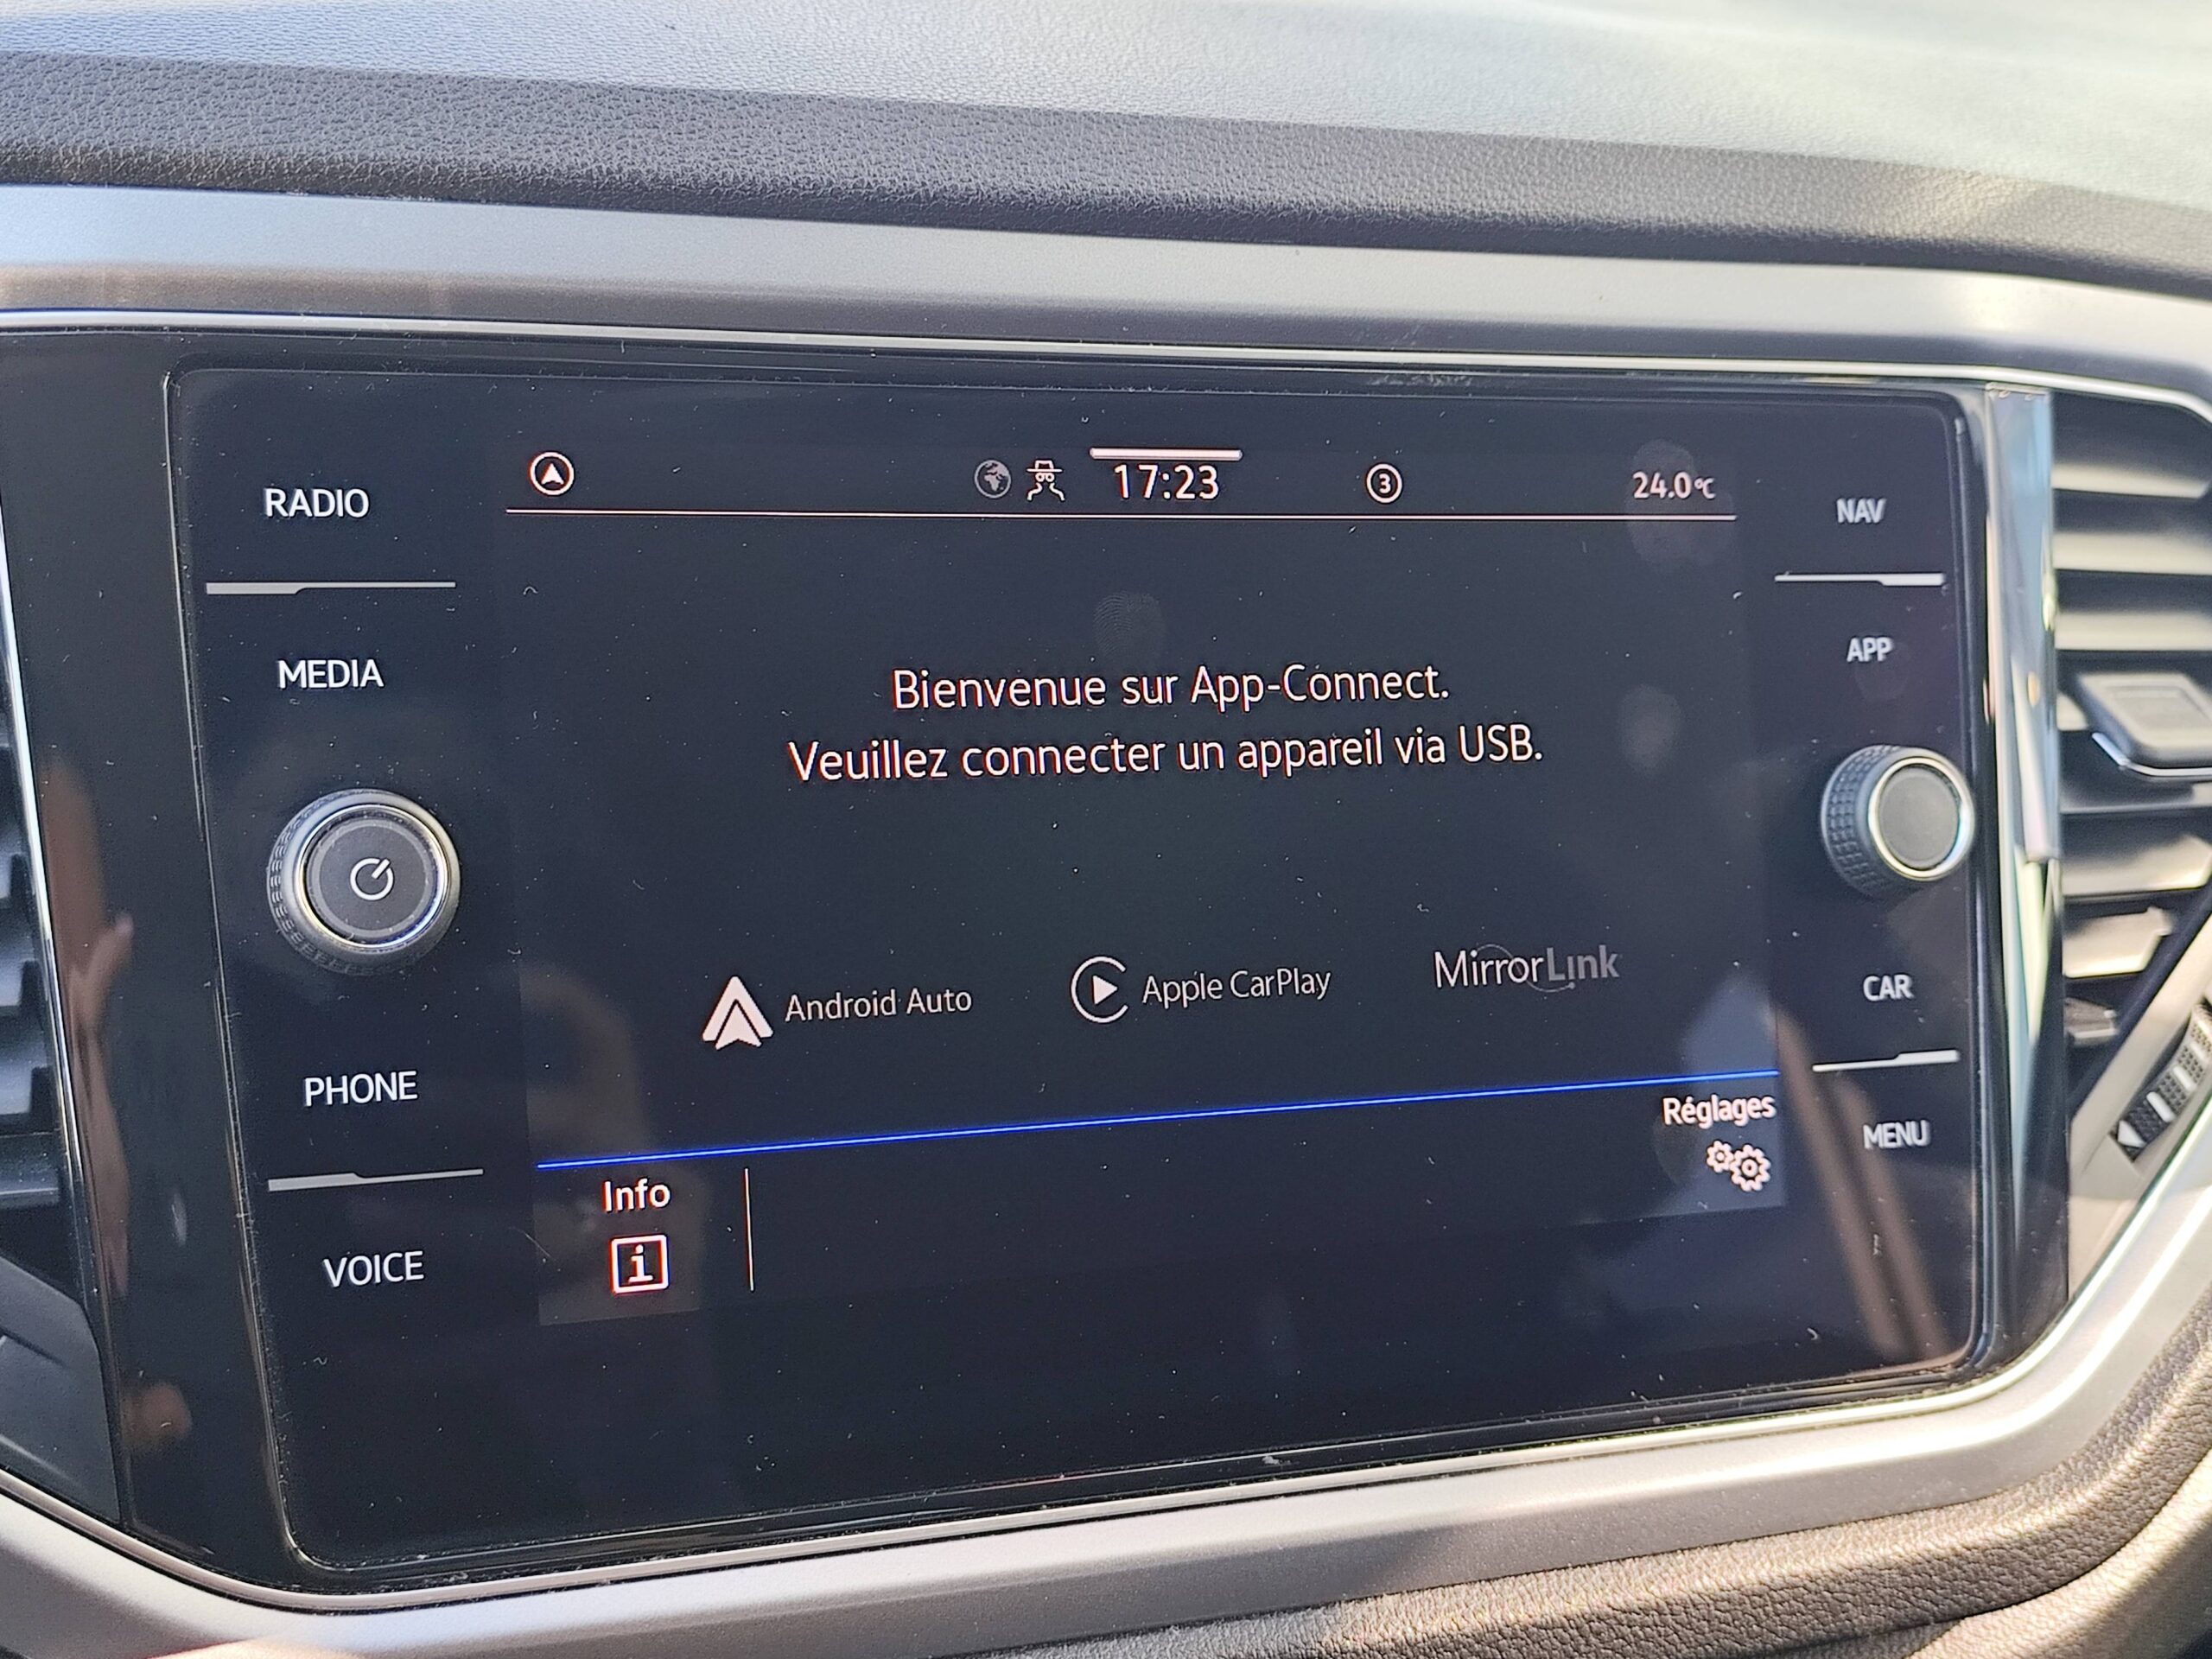 RADIO
MEDIA
PHONE
VOICE
17:23
3
24.0°C
Bienvenue sur App-Connect.
Veuillez connecter un appareil via USB.
Android Auto
Apple CarPlay
MirrorLink
Info
i
Réglages
NAV
APP
CAR
MENU